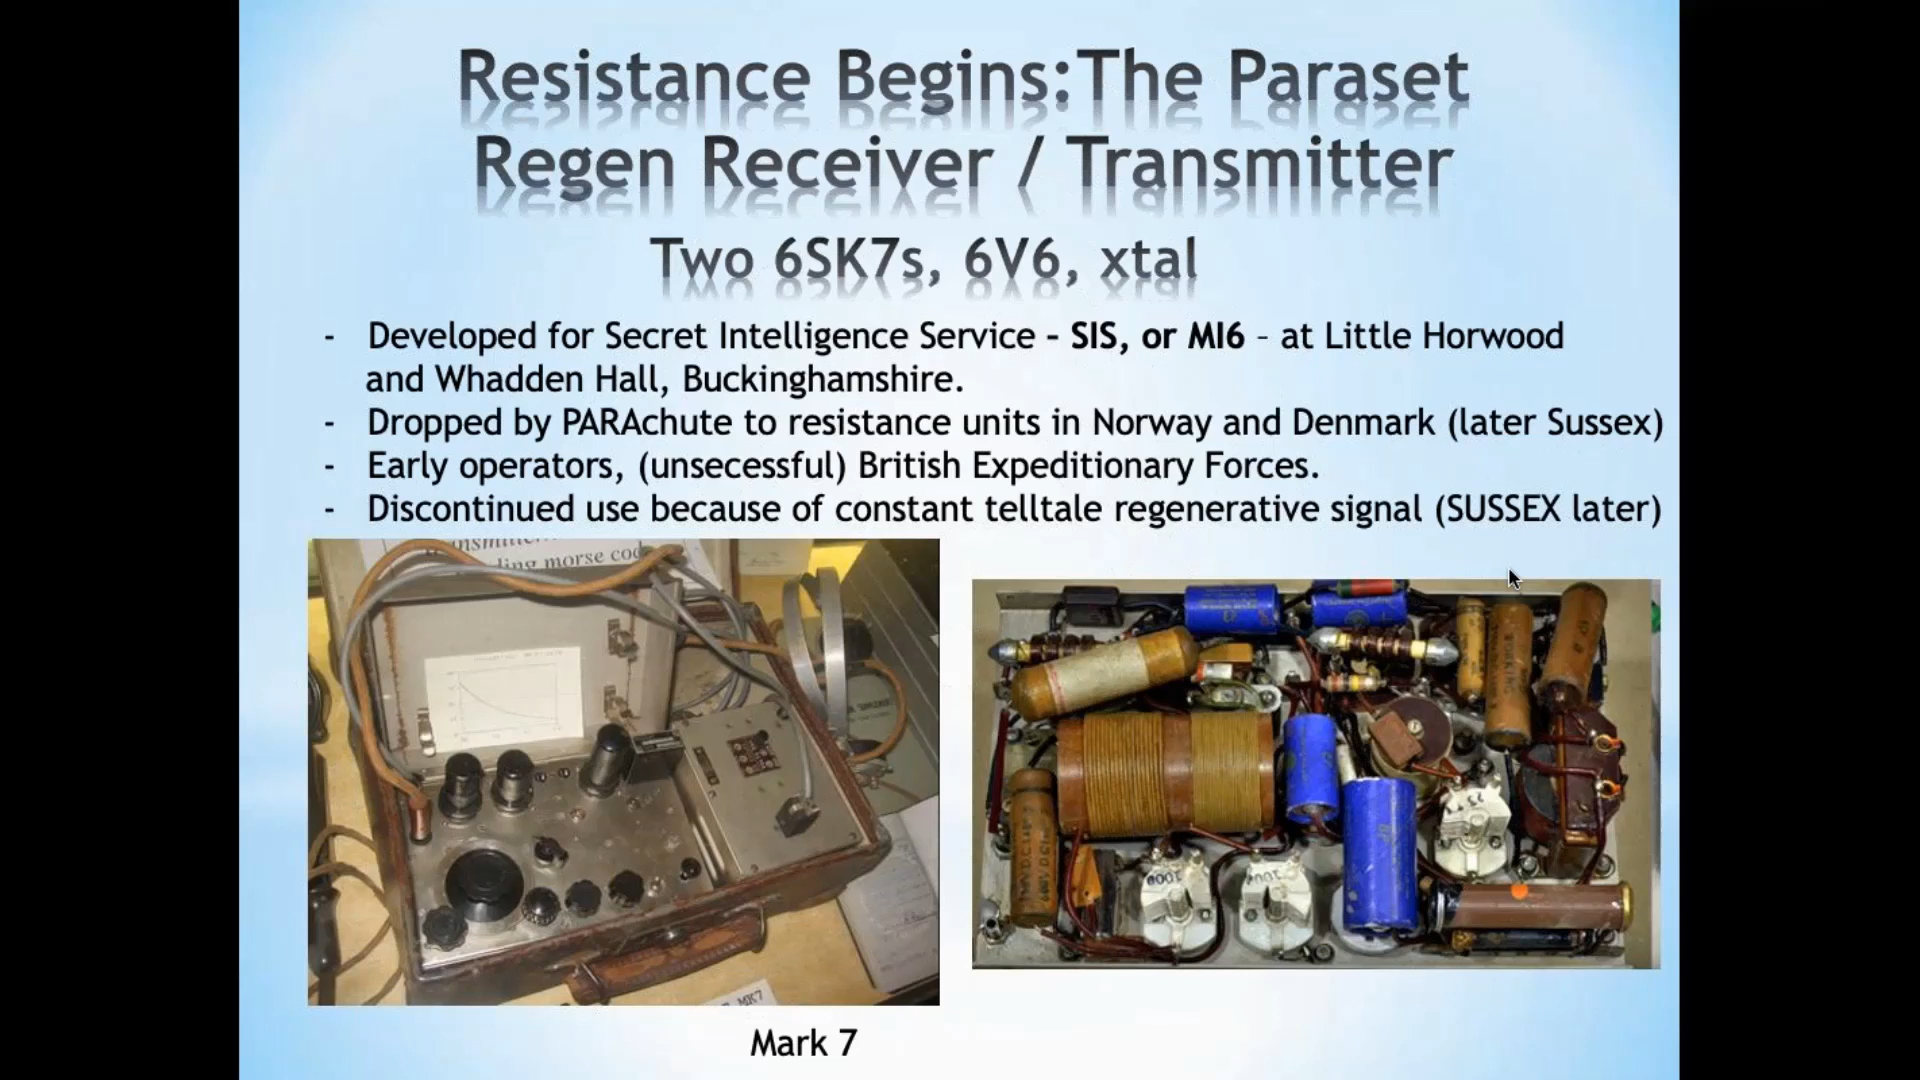 Resistance Begins:The Paraset
Regen Receiver / Transmitter
Two 6SK7s, 6V6, xtal
- Developed for Secret Intelligence Service - SIS, or MI6 – at Little Horwood
and Whadden Hall, Buckinghamshire.
- Dropped by PARAchute to resistance units in Norway and Denmark (later Sussex)
- Early operators, (unsecessful) British Expeditionary Forces.
- Discontinued use because of constant telltale regenerative signal (SUSSEX later)
morse
MK7
Mark 7